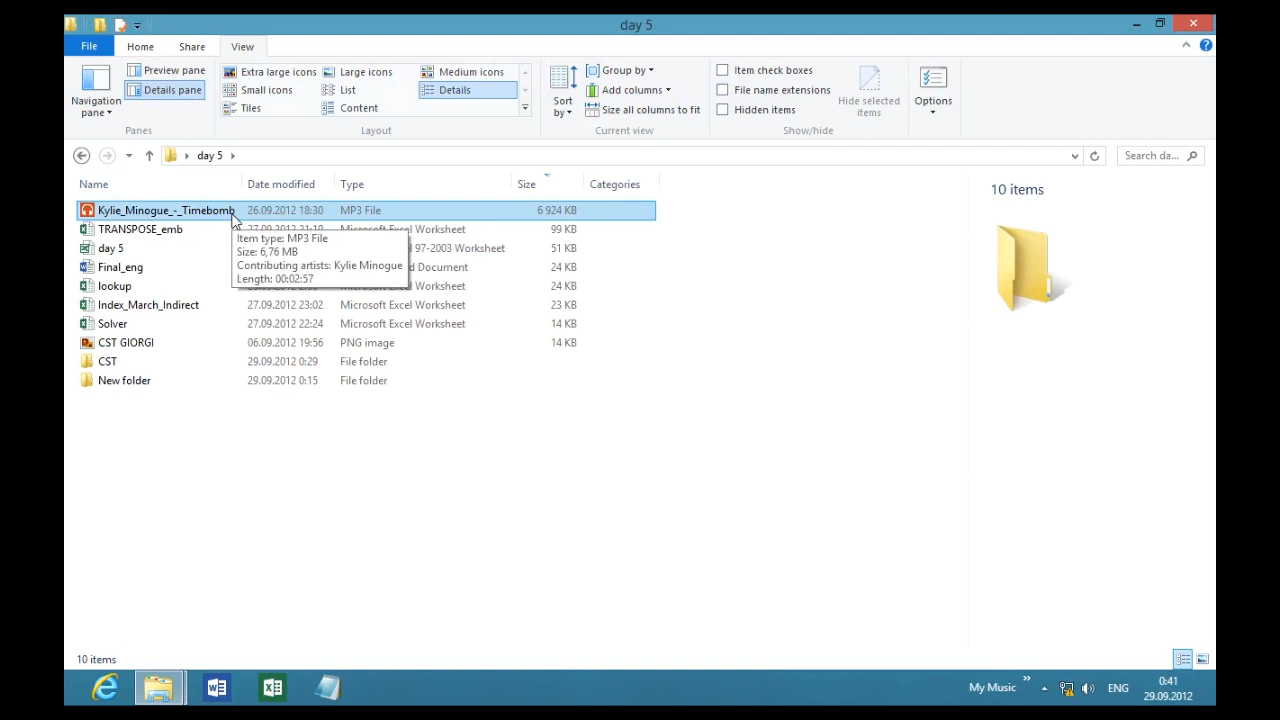 day 5
File Home Share View
Preview pane
Details pane
Navigation pane
Panes
Extra large icons Large icons Medium icons
Small icons List Details
Tiles Content
Layout
Sort by
Group by
Add columns
Size all columns to fit
Current view
Item check boxes
File name extensions
Hidden items
Hide selected items
Show/hide
Options
day 5
Search da...
Name Date modified Type Size Categories
Kylie_Minogue_-_Timebomb 26.09.2012 18:30 MP3 File 6 924 KB
TRANSPOSE_emb Microsoft Excel Worksheet 99 KB
day 5 97-2003 Worksheet 51 KB
Final_eng Document 24 KB
lookup Microsoft Excel Worksheet 24 KB
Index_March_Indirect 27.09.2012 23:02 Microsoft Excel Worksheet 23 KB
Solver 27.09.2012 22:24 Microsoft Excel Worksheet 14 KB
CST GIORGI 06.09.2012 19:56 PNG image 14 KB
CST 29.09.2012 0:29 File folder
New folder 29.09.2012 0:15 File folder
Item type: MP3 File
Size: 6,76 MB
Contributing artists: Kylie Minogue
Length: 00:02:57
10 items
10 items
My Music ENG 0:41
29.09.2012